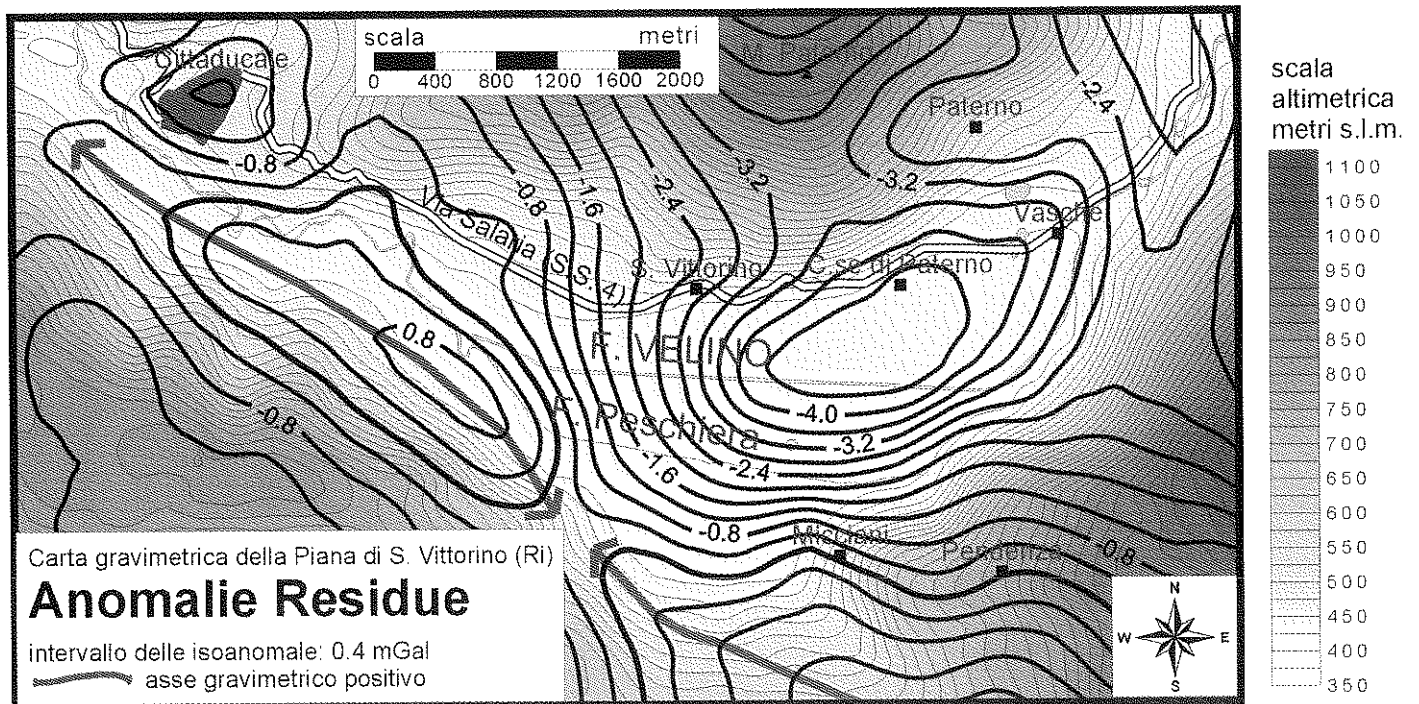 scala metri
0 400 800 1200 1600 2000
Cittaducale
Paterno
-2.4
-0.8
-0.8
-1.6
-2.4
-3.2
-3.2
Via Salaria (S.S. 4)
Vasche
S. Vittorino
C.se di Paterno
0.8
F. VELINO
-0.8
F. Peschiera
-4.0
-3.2
-2.4
-1.6
-0.8
Micciani
Pendenza
-0.8
Carta gravimetrica della Piana di S. Vittorino (Ri)
Anomalie Residue
intervallo delle isoanomale: 0.4 mGal
asse gravimetrico positivo
N
W E
S
scala
altimetrica
metri s.l.m.
1100
1050
1000
950
900
850
800
750
700
650
600
550
500
450
400
350